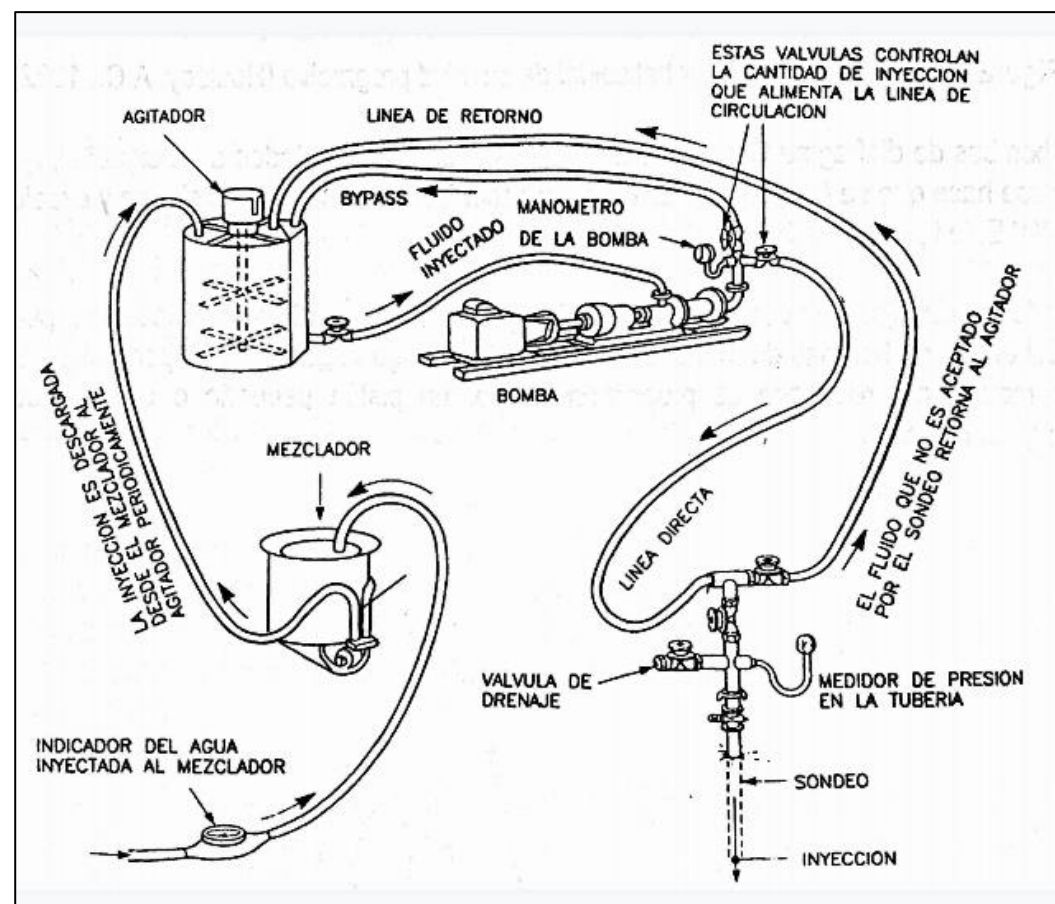 ESTAS VALVULAS CONTROLAN
LA CANTIDAD DE INYECCION
QUE ALIMENTA LA LINEA DE
CIRCULACION
AGITADOR
LINEA DE RETORNO
BYPASS
MANOMETRO
DE LA BOMBA
FLUIDO
INYECTADO
BOMBA
LA INYECCION ES DESCARGADA
DESDE EL MEZCLADOR AL
AGITADOR PERIODICAMENTE
MEZCLADOR
LINEA DIRECTA
EL FLUIDO QUE NO ES ACEPTADO
POR EL SONDEO RETORNA AL AGITADOR
VALVULA DE
DRENAJE
MEDIDOR DE PRESION
EN LA TUBERIA
INDICADOR DEL AGUA
INYECTADA AL MEZCLADOR
SONDEO
INYECCION